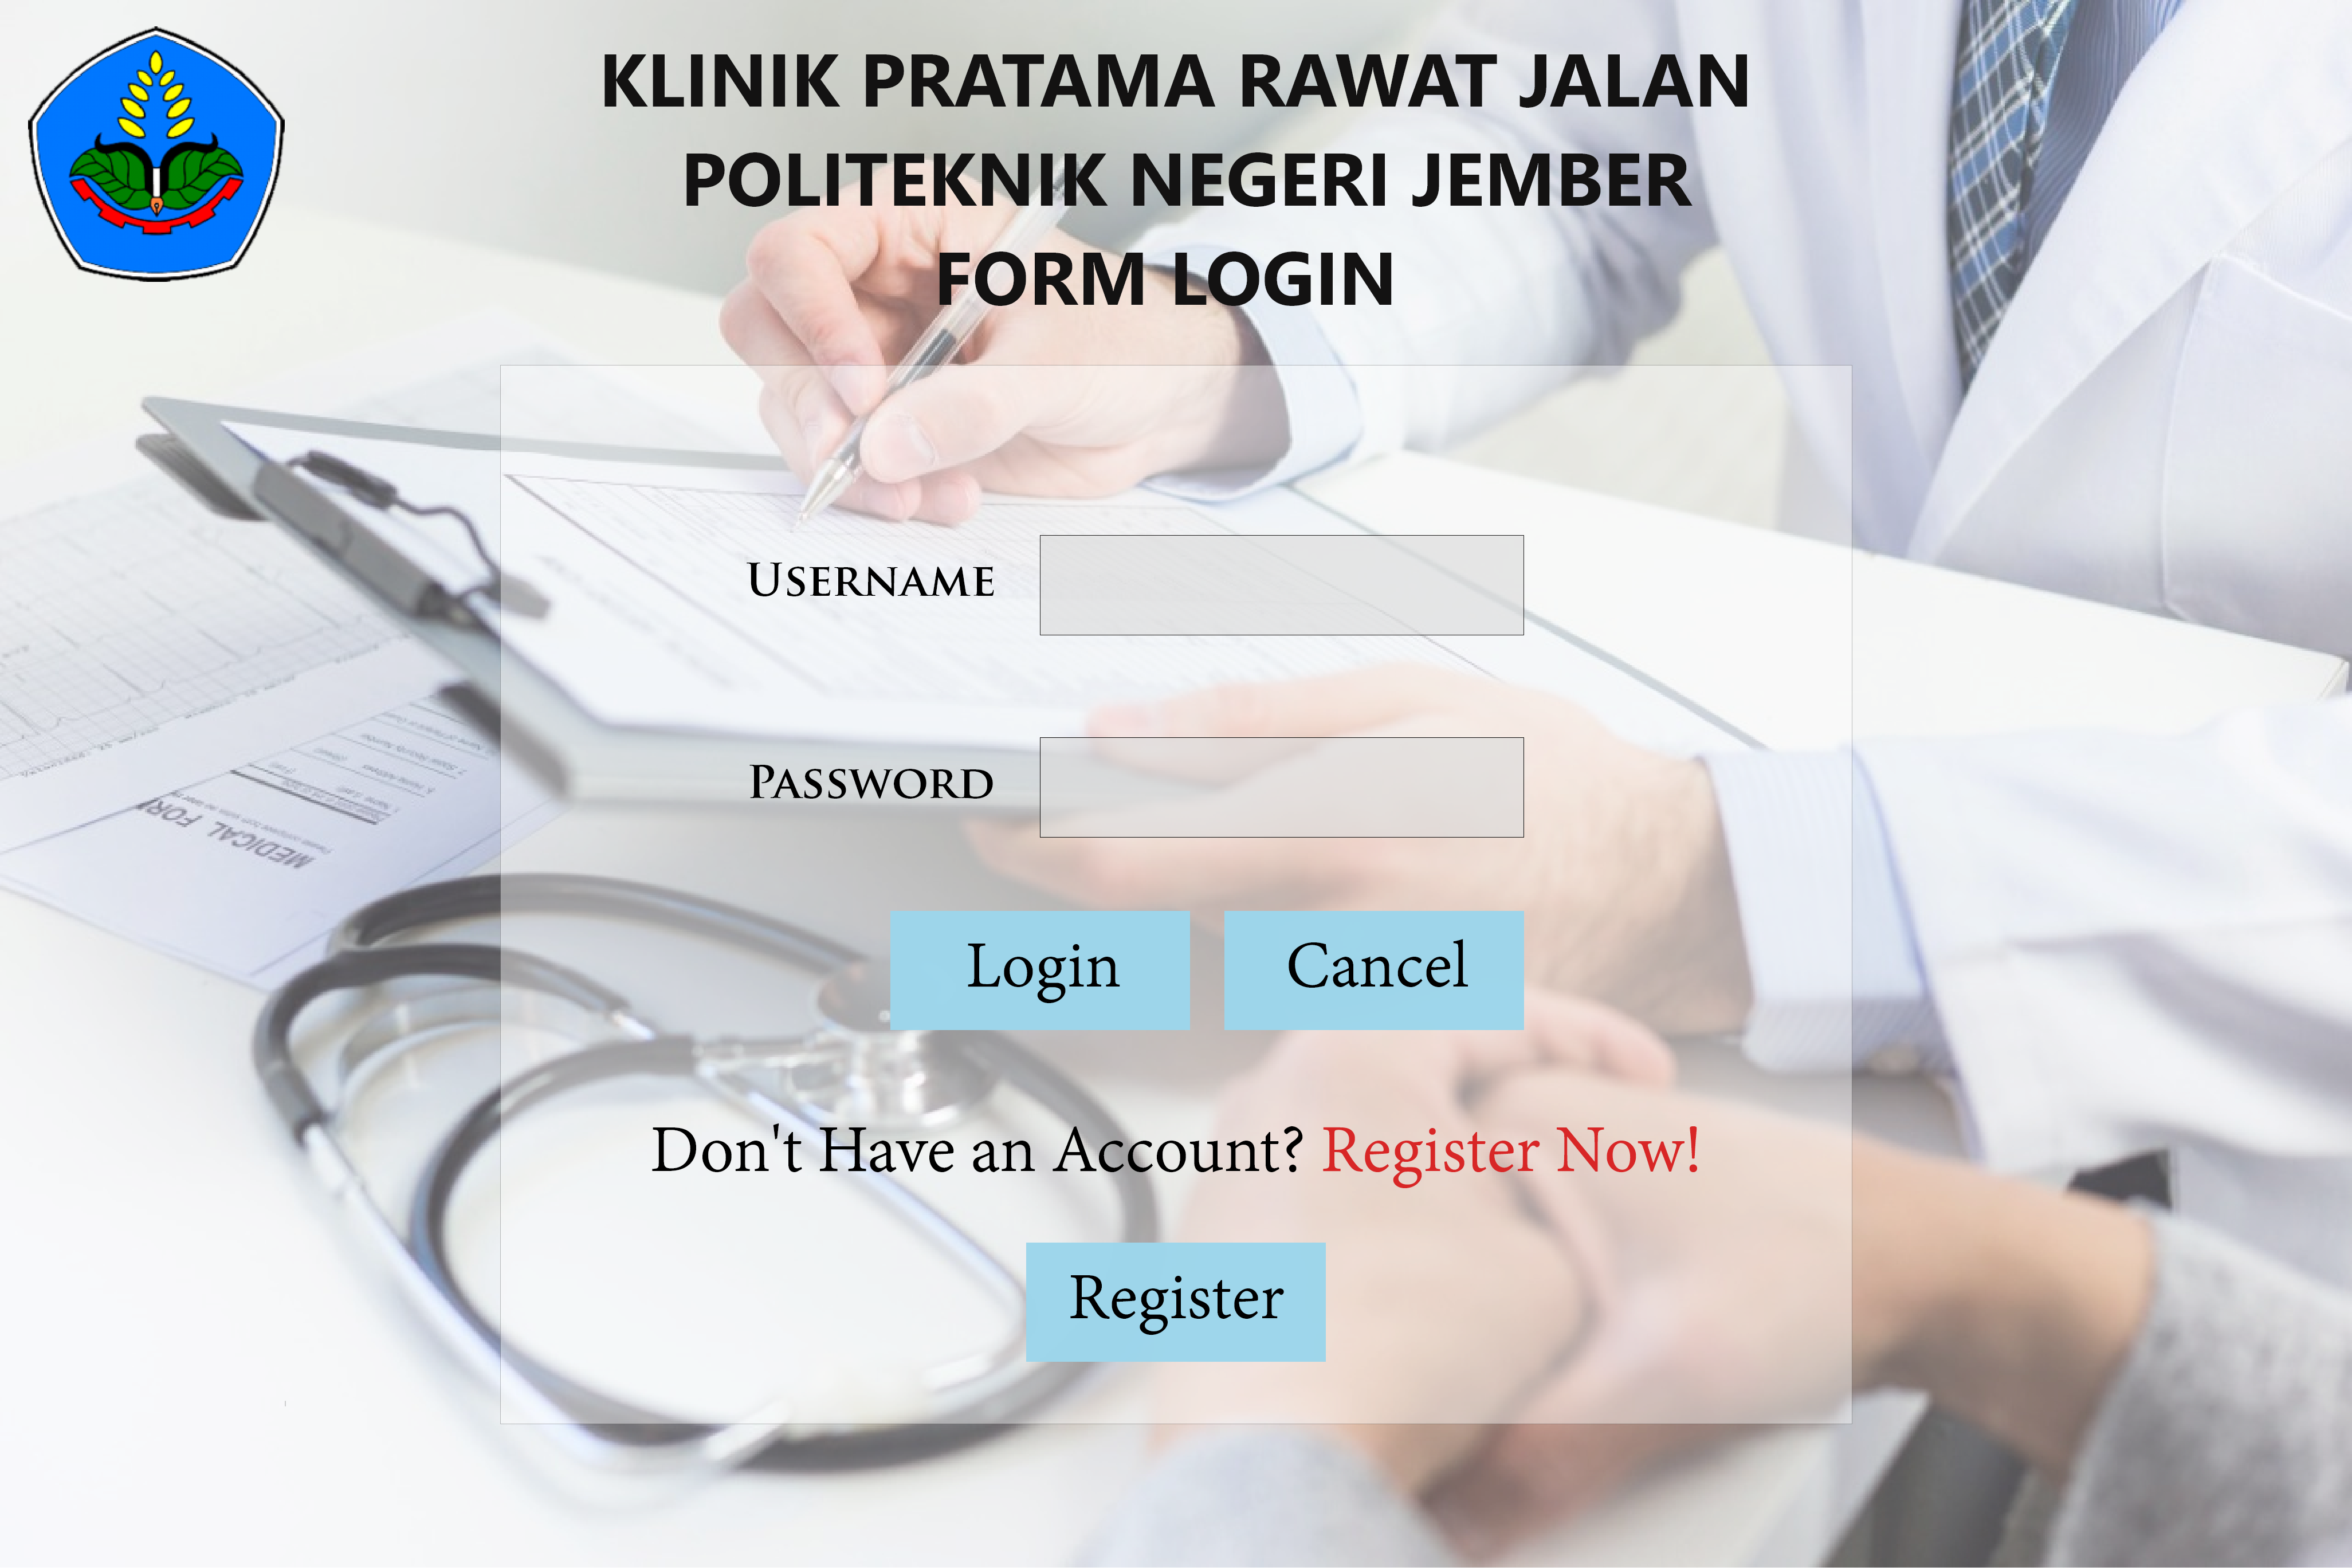 KLINIK PRATAMA RAWAT JALAN
POLITEKNIK NEGERI JEMBER
FORM LOGIN
USERNAME
PASSWORD
Login
Cancel
Don't Have an Account? Register Now!
Register
MEDICAL FOR